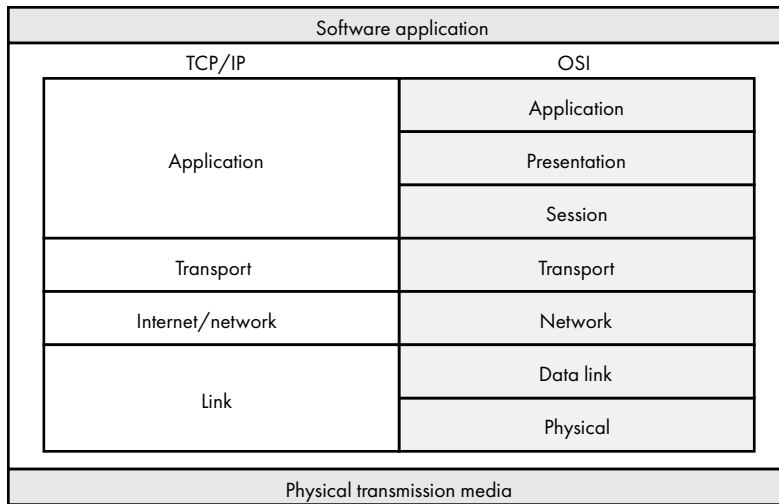 Software application
TCP/IP
OSI
Application
Application
Presentation
Session
Transport
Transport
Internet/network
Network
Link
Data link
Physical
Physical transmission media